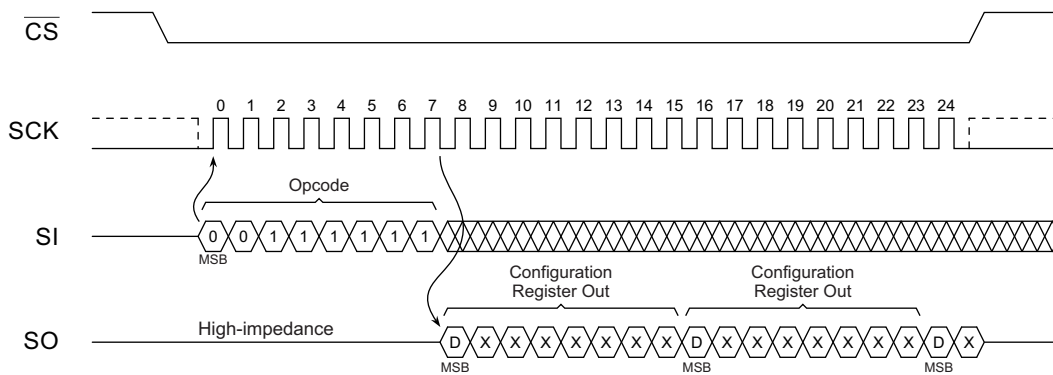 CS
SCK
0 1 2 3 4 5 6 7 8 9 10 11 12 13 14 15 16 17 18 19 20 21 22 23 24
Opcode
SI
0 0 1 1 1 1 1 1
MSB
Configuration
Register Out
Configuration
Register Out
SO
High-impedance
D X X X X X X X D X X X X X X X D X
MSB
MSB
MSB